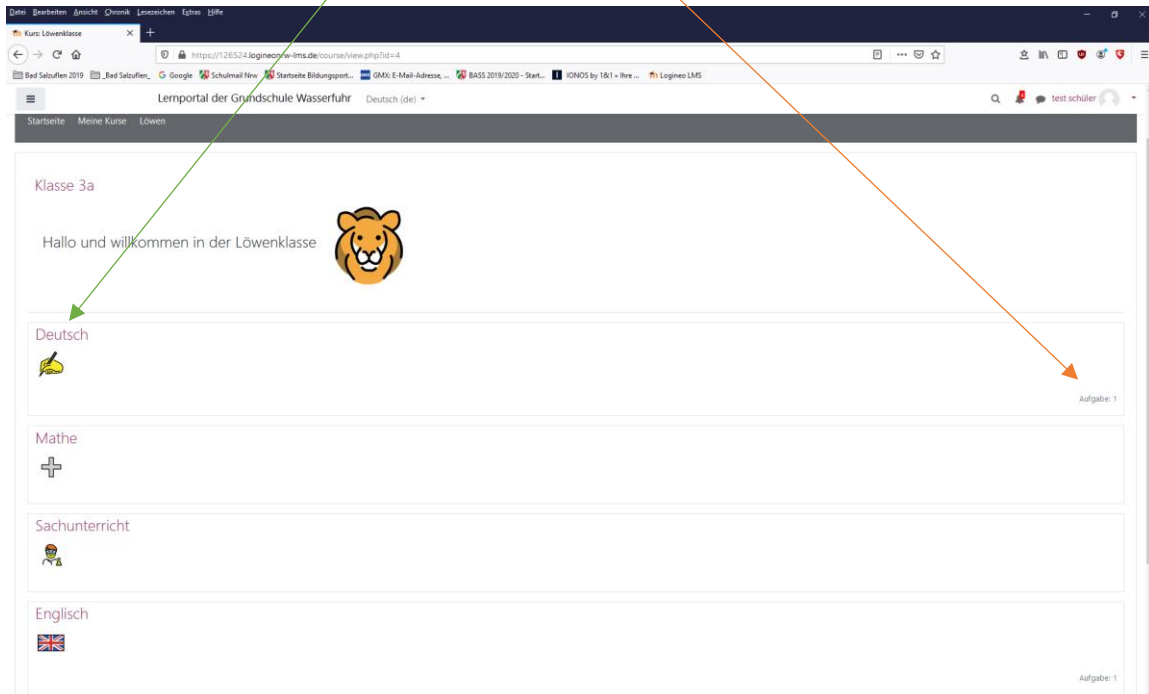 Datei Bearbeiten Ansicht Chronik Lesezeichen Extras Hilfe
Kurs: Löwenklasse
https://126524.logineonrw-lms.de/course/view.php?id=4
Bad Salzuflen 2019 _Bad Salzuflen_ Google Schulmail Nrw Startseite Bildungsport... GMX: E-Mail-Adresse, ... BASS 2019/2020 - Start... IONOS by 1&1 » Ihre ... Logineo LMS
Lernportal der Grundschule Wasserfuhr Deutsch (de) test schüler
Startseite Meine Kurse Löwen
Klasse 3a
Hallo und willkommen in der Löwenklasse
Deutsch
Aufgabe: 1
Mathe
Sachunterricht
Englisch
Aufgabe: 1